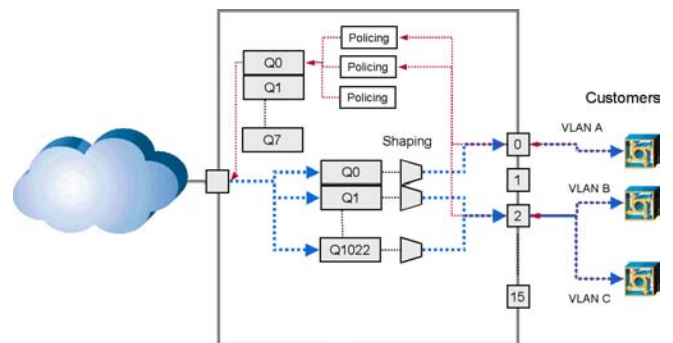 Policing
Q0
Policing
Q1
Policing
Customers
Q7
Shaping
VLAN A
0
Q0
1
VLAN B
Q1
2
Q1022
15
VLAN C